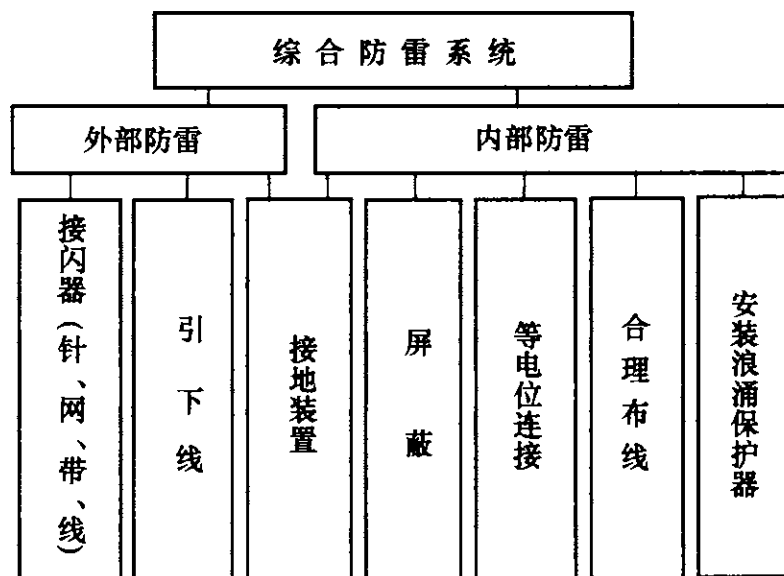 综合防雷系统
外部防雷
内部防雷
接闪器(针、网、带、线)
引下线
接地装置
屏蔽
等电位连接
合理布线
安装浪涌保护器